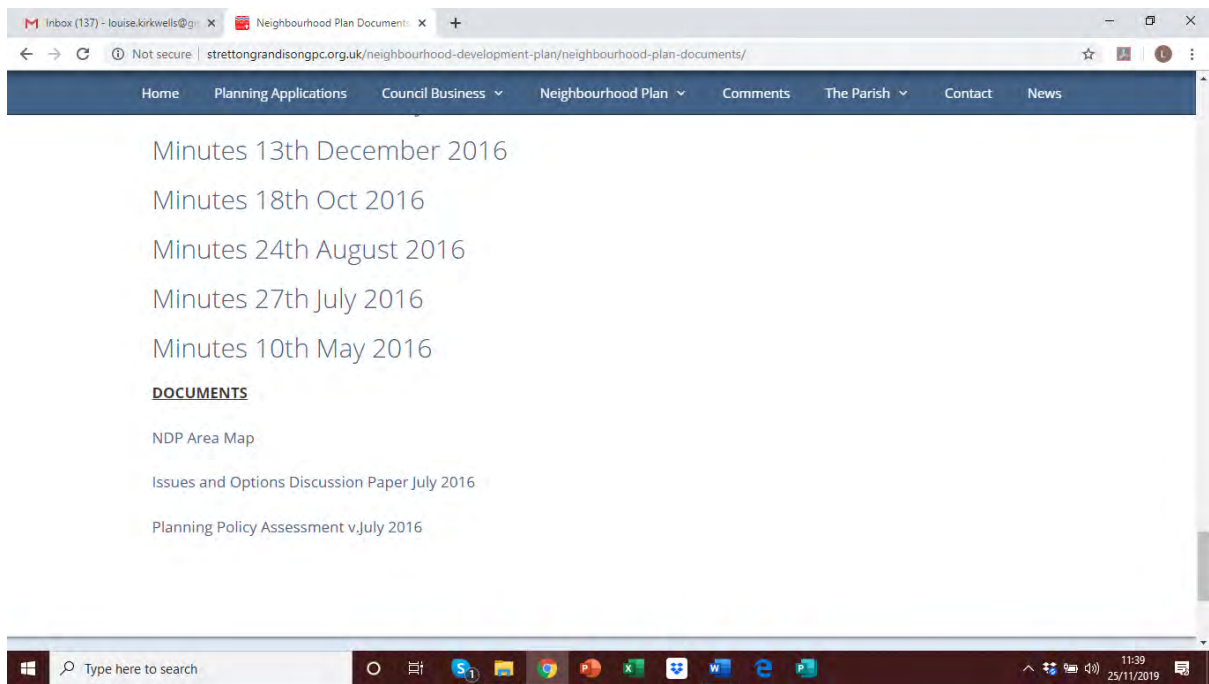 Inbox (137) - louise.kirkwells@g
Neighbourhood Plan Documents
Not secure
strettongrandisongpc.org.uk/neighbourhood-development-plan/neighbourhood-plan-documents/
L
Home Planning Applications Council Business Neighbourhood Plan Comments The Parish Contact News
Minutes 13th December 2016
Minutes 18th Oct 2016
Minutes 24th August 2016
Minutes 27th July 2016
Minutes 10th May 2016
DOCUMENTS
NDP Area Map
Issues and Options Discussion Paper July 2016
Planning Policy Assessment v.July 2016
Type here to search
11:39
25/11/2019